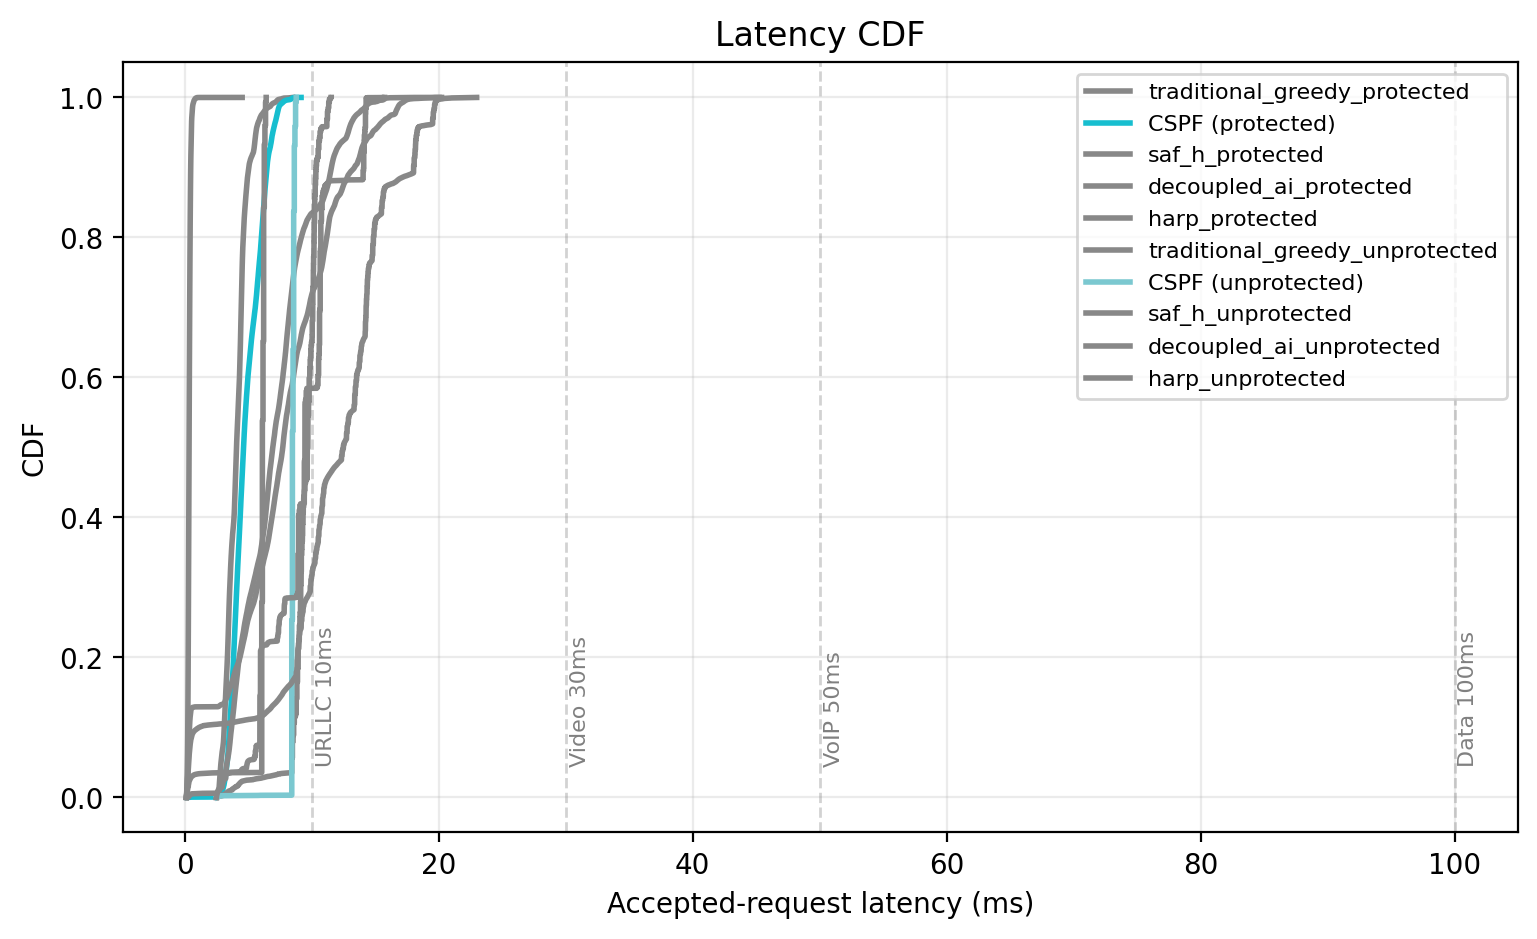 Latency CDF
1.0
0.8
0.6
0.4
0.2
0.0
CDF
traditional_greedy_protected
CSPF (protected)
saf_h_protected
decoupled_ai_protected
harp_protected
traditional_greedy_unprotected
CSPF (unprotected)
saf_h_unprotected
decoupled_ai_unprotected
harp_unprotected
URLLC 10ms
Video 30ms
VoIP 50ms
Data 100ms
0
20
40
60
80
100
Accepted-request latency (ms)